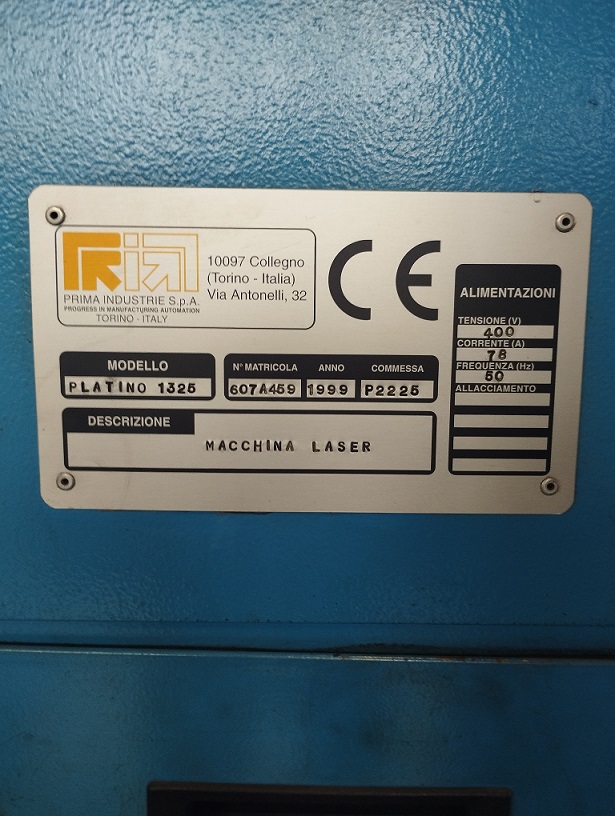 PRIMA INDUSTRIE S.p.A.
PROGRESS IN MANUFACTURING AUTOMATION
TORINO - ITALY
10097 Collegno
(Torino - Italia)
Via Antonelli, 32
CE
MODELLO
PLATINO 1325
N° MATRICOLA
607A459
ANNO
1999
COMMESSA
P2225
DESCRIZIONE
MACCHINA LASER
ALIMENTAZIONI
TENSIONE (V)
400
CORRENTE (A)
78
FREQUENZA (Hz)
50
ALLACCIAMENTO